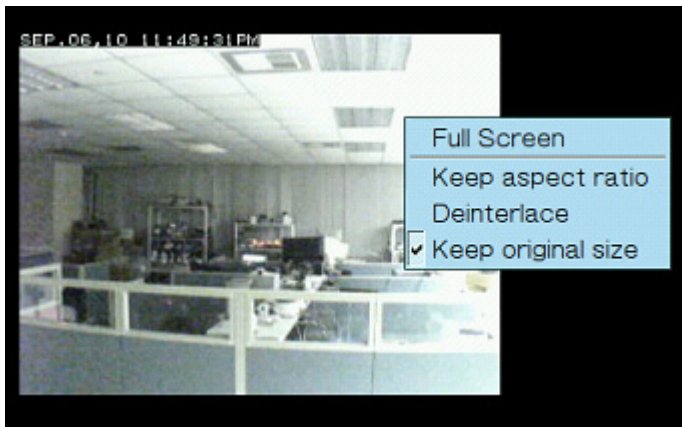 SEP.06,10 11:49:31PM
Full Screen
Keep aspect ratio
Deinterlace
Keep original size